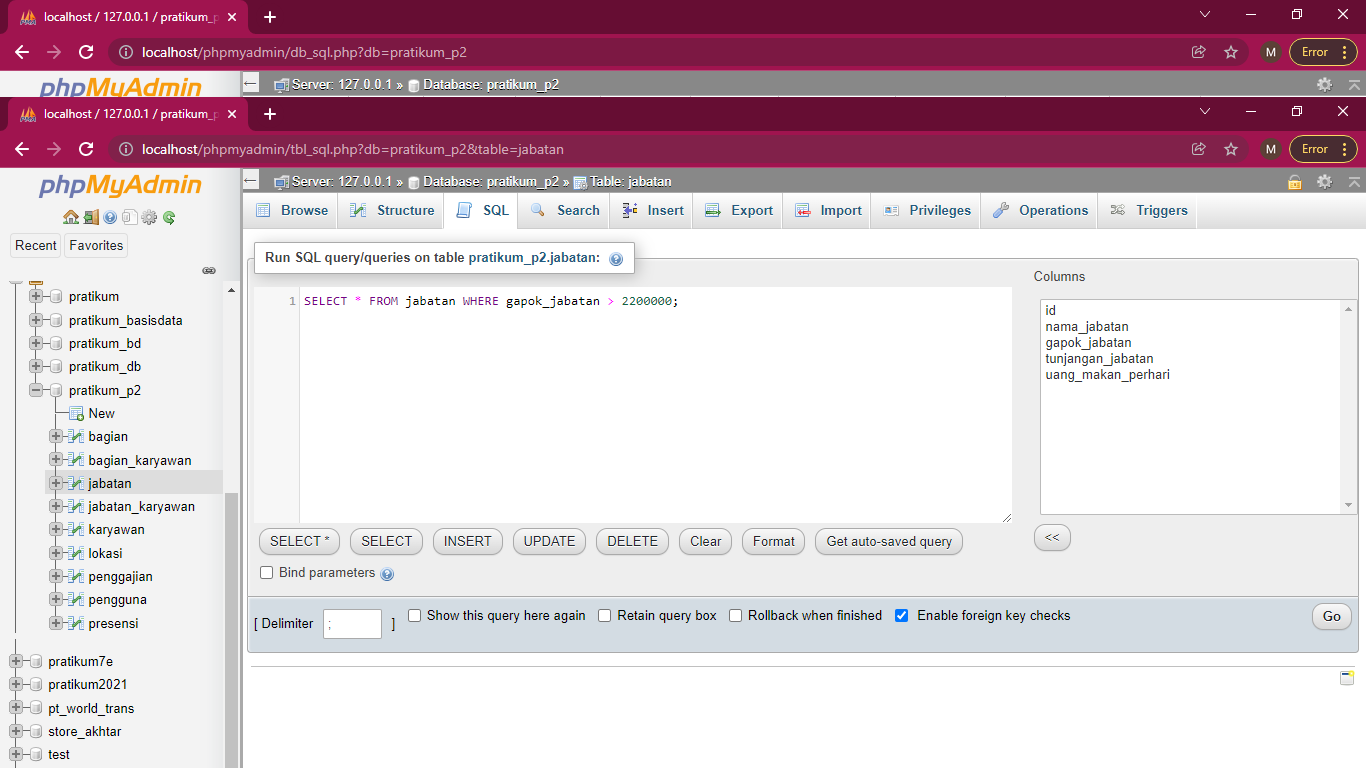 localhost / 127.0.0.1 / pratikum_p
localhost/phpmyadmin/db_sql.php?db=pratikum_p2
M
Error
phpMyAdmin
Server: 127.0.0.1 » Database: pratikum_p2
localhost / 127.0.0.1 / pratikum_p
localhost/phpmyadmin/tbl_sql.php?db=pratikum_p2&table=jabatan
M
Error
phpMyAdmin
Recent Favorites
pratikum
pratikum_basisdata
pratikum_bd
pratikum_db
pratikum_p2
New
bagian
bagian_karyawan
jabatan
jabatan_karyawan
karyawan
lokasi
penggajian
pengguna
presensi
pratikum7e
pratikum2021
pt_world_trans
store_akhtar
test
Server: 127.0.0.1 » Database: pratikum_p2 » Table: jabatan
Browse Structure SQL Search Insert Export Import Privileges Operations Triggers
Run SQL query/queries on table pratikum_p2.jabatan:
1 SELECT * FROM jabatan WHERE gapok_jabatan > 2200000;
Columns
id
nama_jabatan
gapok_jabatan
tunjangan_jabatan
uang_makan_perhari
<<
SELECT * SELECT INSERT UPDATE DELETE Clear Format Get auto-saved query
Bind parameters
[ Delimiter ; ] Show this query here again Retain query box Rollback when finished Enable foreign key checks Go